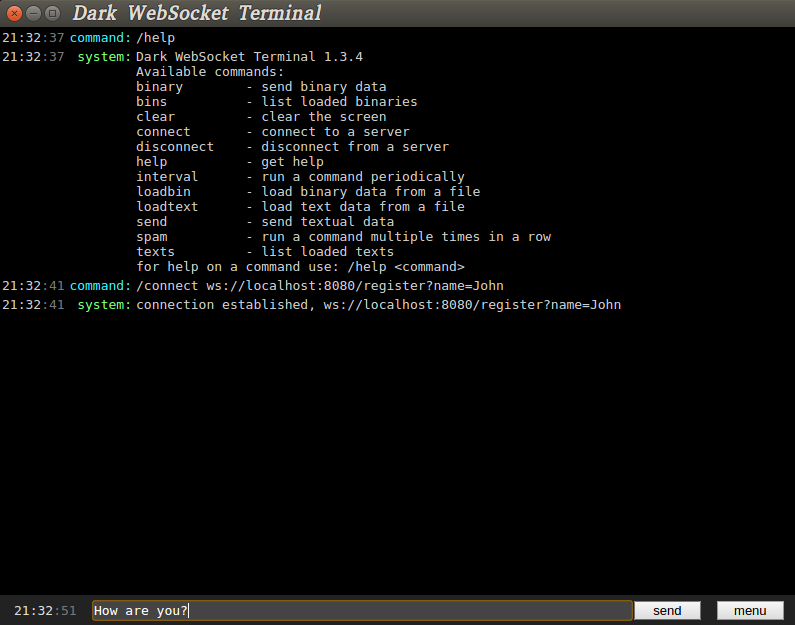 Dark WebSocket Terminal
21:32:37 command: /help
21:32:37 system: Dark WebSocket Terminal 1.3.4
Available commands:
binary - send binary data
bins - list loaded binaries
clear - clear the screen
connect - connect to a server
disconnect - disconnect from a server
help - get help
interval - run a command periodically
loadbin - load binary data from a file
loadtext - load text data from a file
send - send textual data
spam - run a command multiple times in a row
texts - list loaded texts
for help on a command use: /help <command>
21:32:41 command: /connect ws://localhost:8080/register?name=John
21:32:41 system: connection established, ws://localhost:8080/register?name=John
21:32:51 How are you? send menu